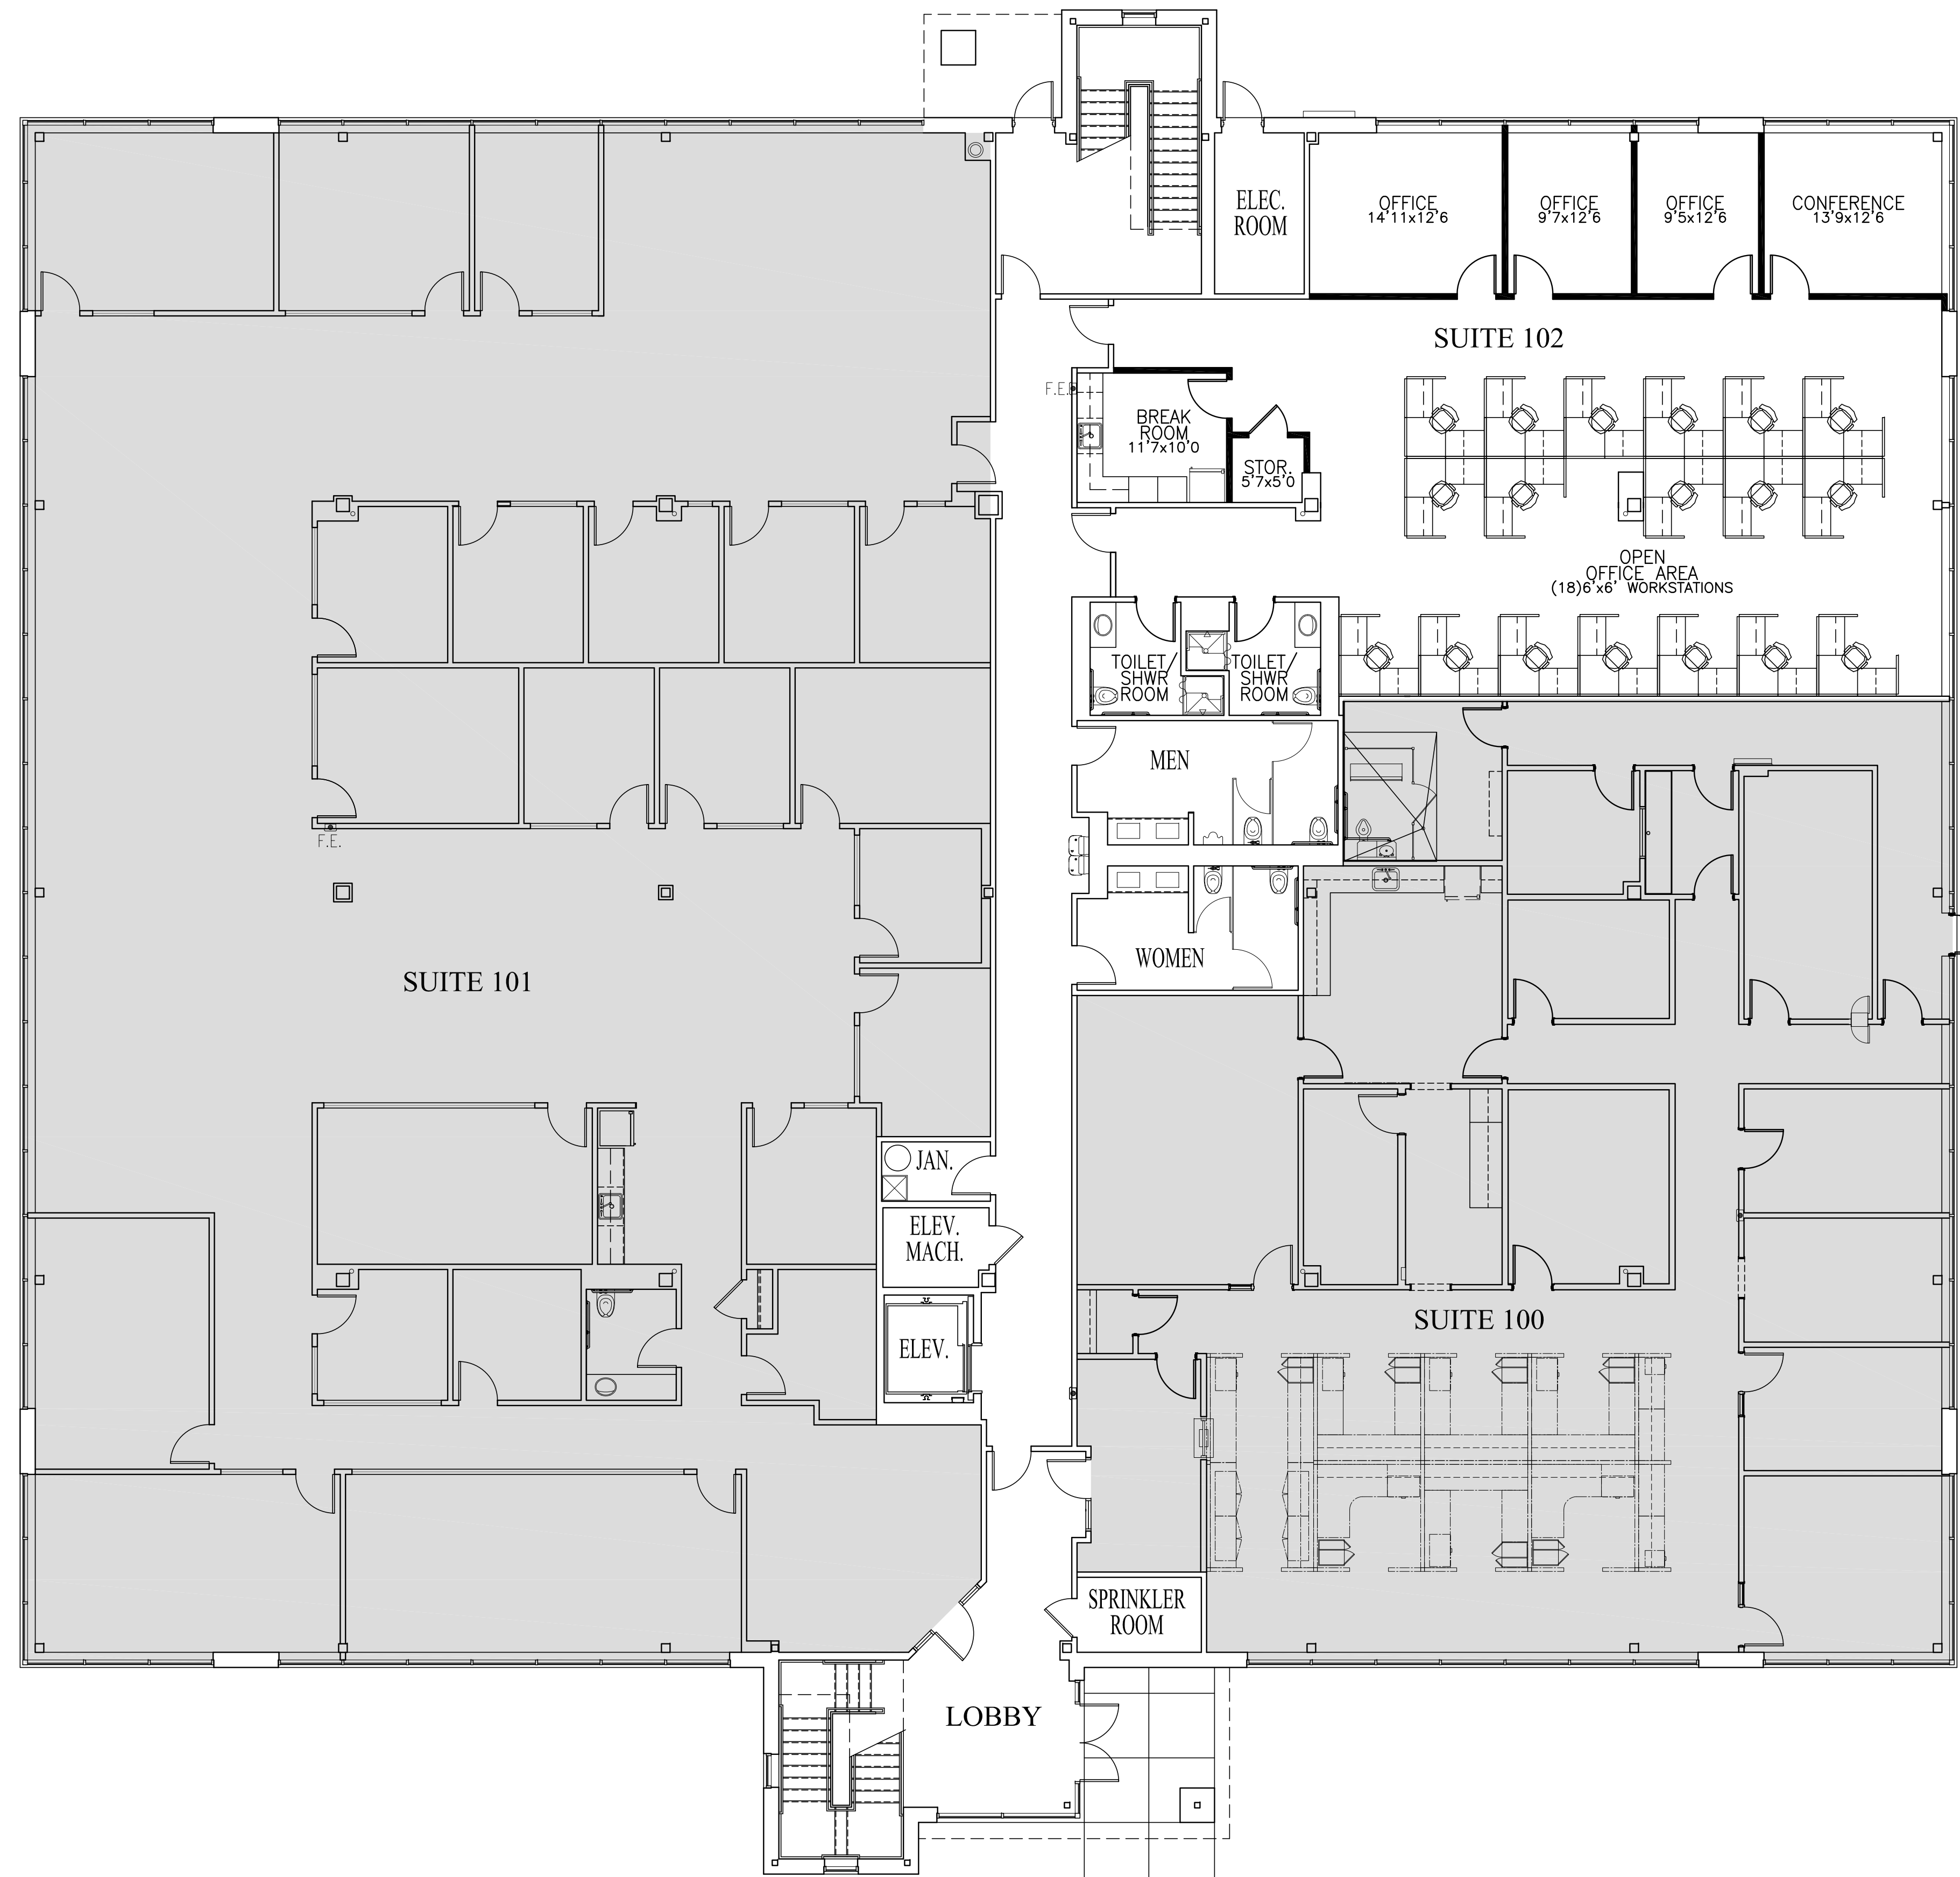 ELEC.
ROOM
OFFICE
14'11x12'6
OFFICE
9'7x12'6
OFFICE
9'5x12'6
CONFERENCE
13'9x12'6
SUITE 102
F.E.
BREAK
ROOM
11'7x10'0
STOR.
5'7x5'0
OPEN
OFFICE AREA
(18)6'x6' WORKSTATIONS
TOILET/
SHWR
ROOM
TOILET/
SHWR
ROOM
MEN
F.E.
WOMEN
SUITE 101
JAN.
ELEV.
MACH.
ELEV.
SUITE 100
SPRINKLER
ROOM
LOBBY